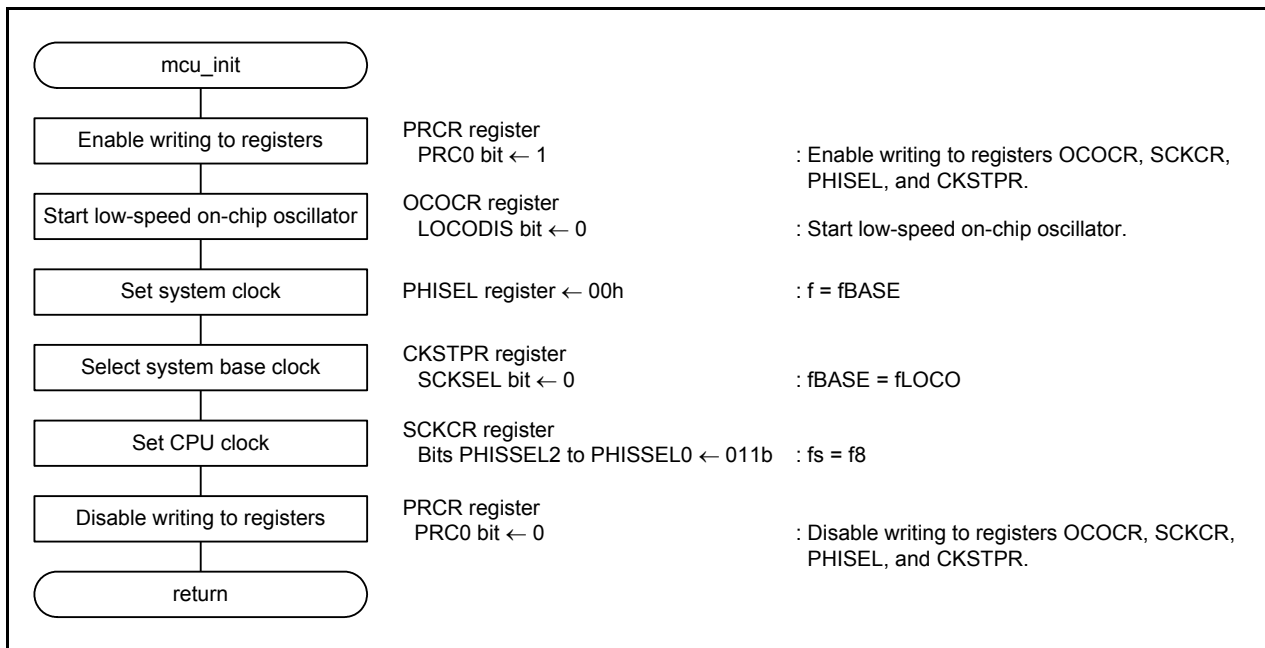 mcu_init
Enable writing to registers
PRCR register
PRC0 bit ← 1
: Enable writing to registers OCOCR, SCKCR,
PHISEL, and CKSTPR.
Start low-speed on-chip oscillator
OCOCR register
LOCODIS bit ← 0
: Start low-speed on-chip oscillator.
Set system clock
PHISEL register ← 00h
: f = fBASE
Select system base clock
CKSTPR register
SCKSEL bit ← 0
: fBASE = fLOCO
Set CPU clock
SCKCR register
Bits PHISSEL2 to PHISSEL0 ← 011b
: fs = f8
Disable writing to registers
PRCR register
PRC0 bit ← 0
: Disable writing to registers OCOCR, SCKCR,
PHISEL, and CKSTPR.
return